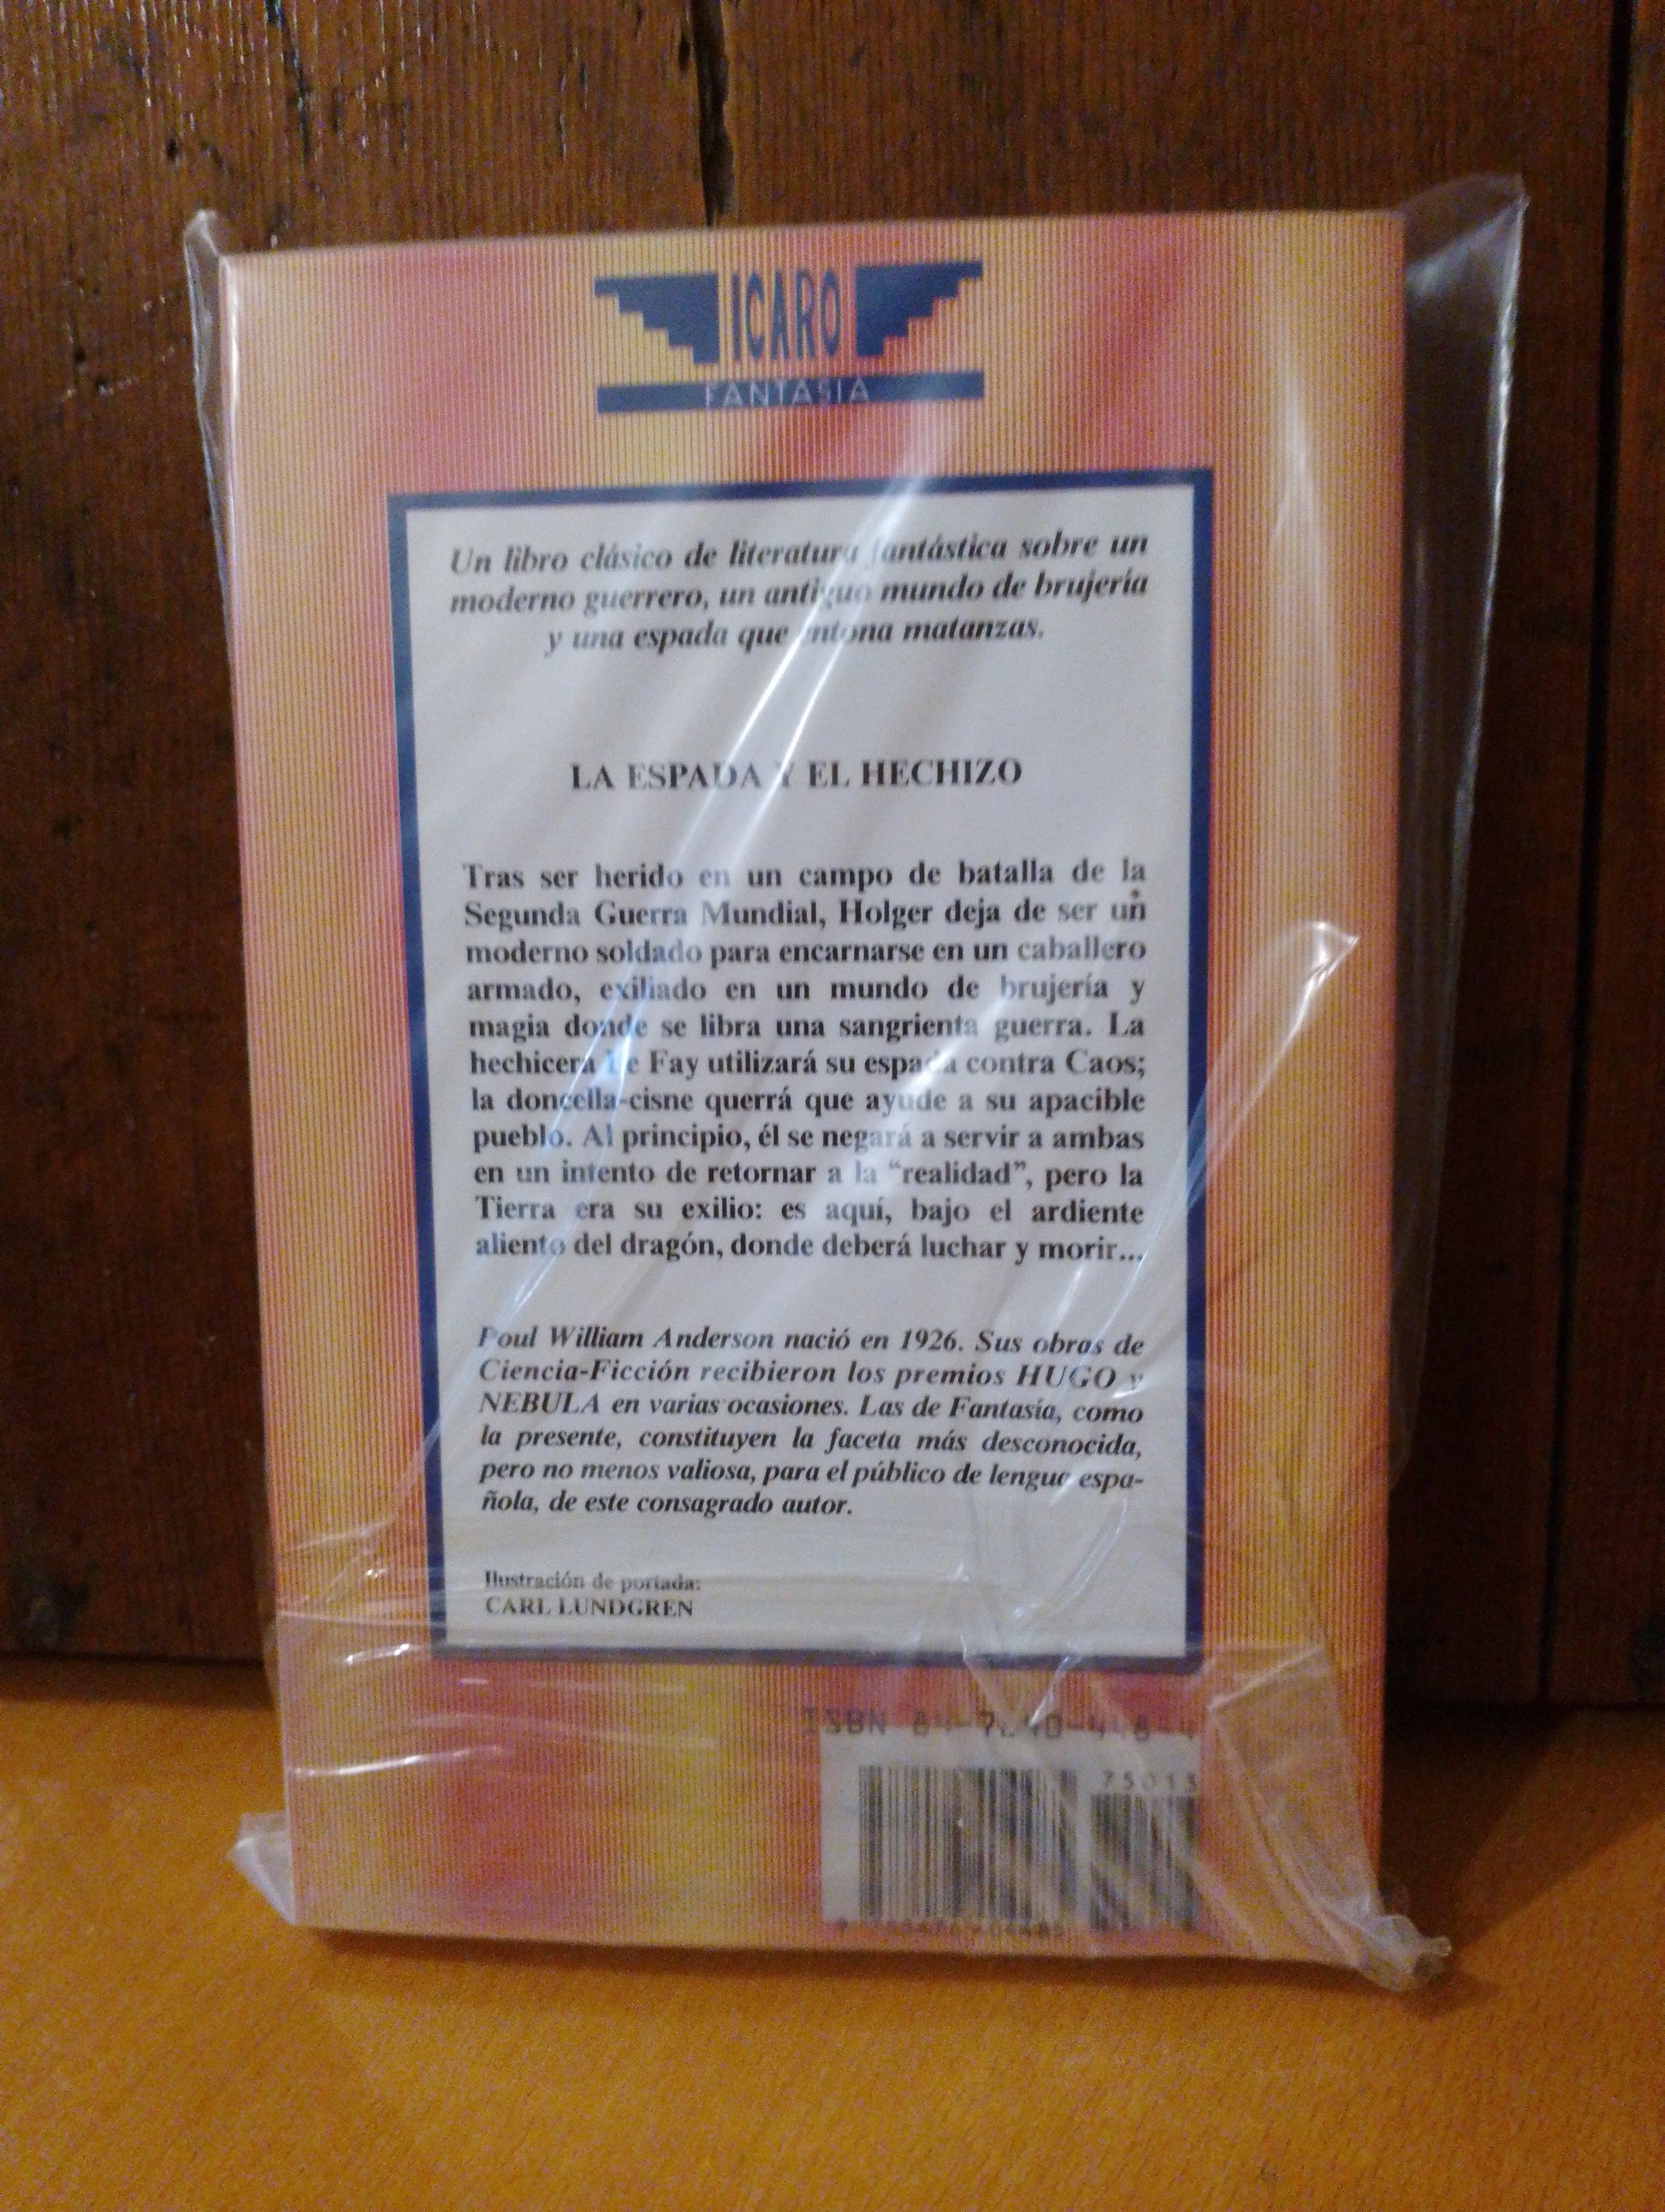 ICARO
FANTASIA
Un libro clásico de literatura fantástica sobre un
moderno guerrero, un antiguo mundo de brujería
y una espada que entona matanzas.
LA ESPADA Y EL HECHIZO
Tras ser herido en un campo de batalla de la
Segunda Guerra Mundial, Holger deja de ser un
moderno soldado para encarnarse en un caballero
armado, exiliado en un mundo de brujería y
magia donde se libra una sangrienta guerra. La
hechicera Le Fay utilizará su espada contra Caos;
la doncella-cisne querrá que ayude a su apacible
pueblo. Al principio, él se negará a servir a ambas
en un intento de retornar a la “realidad”, pero la
Tierra era su exilio: es aquí, bajo el ardiente
aliento del dragón, donde deberá luchar y morir...
Poul William Anderson nació en 1926. Sus obras de
Ciencia-Ficción recibieron los premios HUGO y
NEBULA en varias ocasiones. Las de Fantasía, como
la presente, constituyen la faceta más desconocida,
pero no menos valiosa, para el público de lengua espa-
ñola, de este consagrado autor.
Ilustración de portada:
CARL LUNDGREN
ISBN
75013